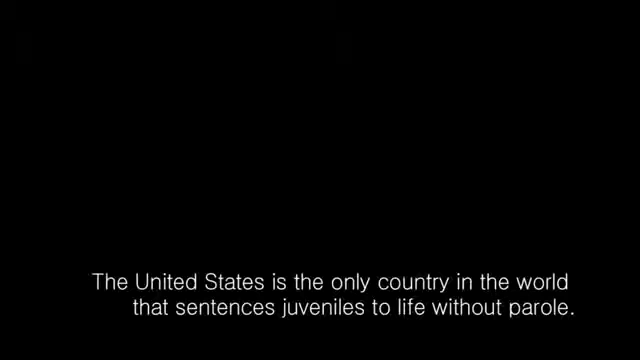 The United States is the only country in the world
that sentences juveniles to life without parole.